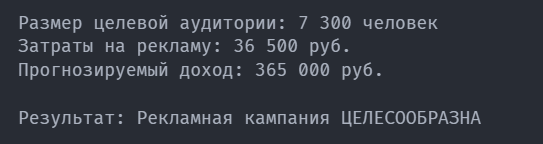 Размер целевой аудитории: 7 300 человек
Затраты на рекламу: 36 500 руб.
Прогнозируемый доход: 365 000 руб.
Результат: Рекламная кампания ЦЕЛЕСООБРАЗНА